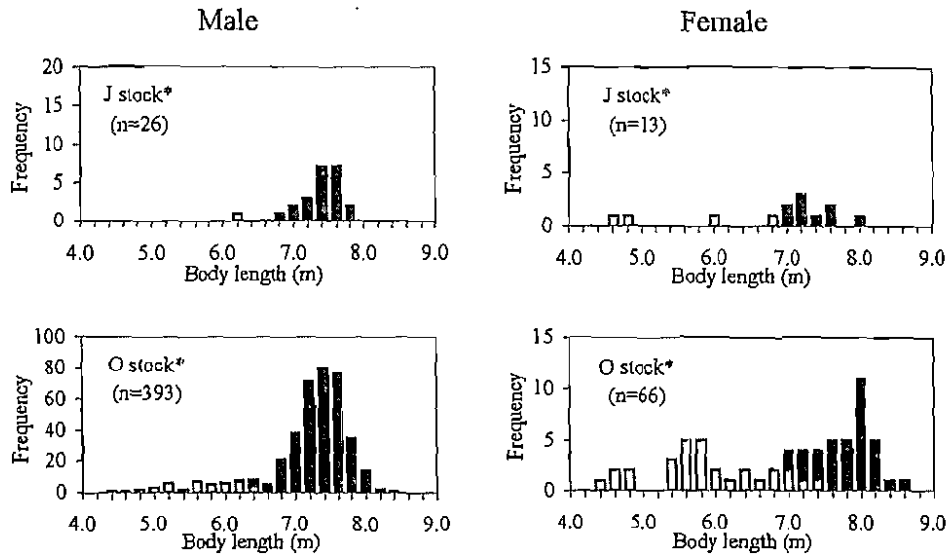 Male
Female
20
15
10
5
0
Frequency
J stock*
(n=26)
4.0 5.0 6.0 7.0 8.0 9.0
Body length (m)
15
10
5
0
Frequency
J stock*
(n=13)
4.0 5.0 6.0 7.0 8.0 9.0
Body length (m)
100
80
60
40
20
0
Frequency
O stock*
(n=393)
4.0 5.0 6.0 7.0 8.0 9.0
Body length (m)
15
10
5
0
Frequency
O stock*
(n=66)
4.0 5.0 6.0 7.0 8.0 9.0
Body length (m)